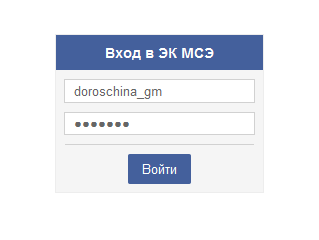 Вход в ЭК МСЭ
doroschina_gm
●●●●●●●
Войти